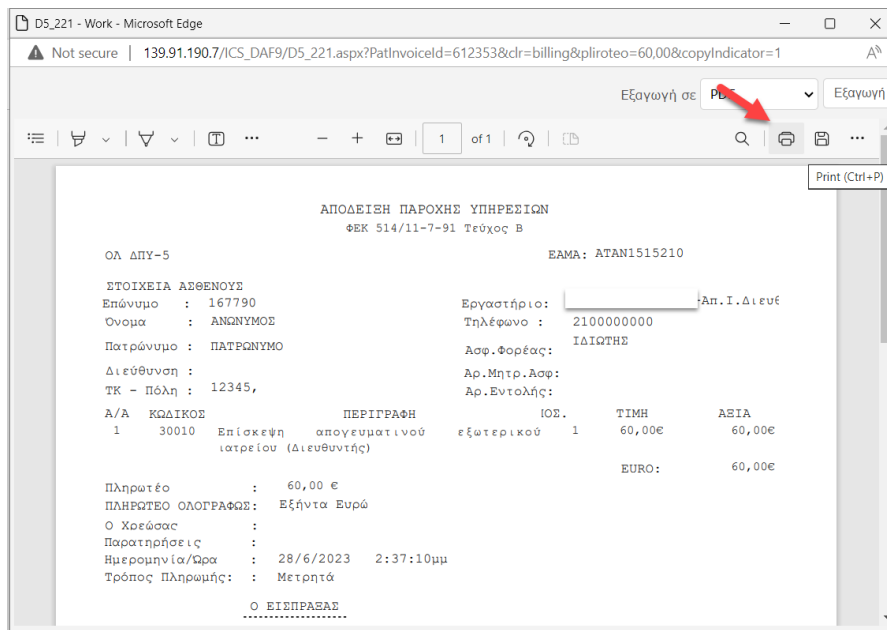 D5_221 - Work - Microsoft Edge
Not secure | 139.91.190.7/ICS_DAF9/D5_221.aspx?PatInvoiceId=612353&clr=billing&pliroteo=60,00&copyIndicator=1
Εξαγωγή σε Εξαγωγή
1 of 1
Print (Ctrl+P)
ΑΠΟΔΕΙΞΗ ΠΑΡΟΧΗΣ ΥΠΗΡΕΣΙΩΝ
ΦΕΚ 514/11-7-91 Τεύχος Β
ΟΛ ΔΠΥ-5 ΕΑΜΑ: ATAN1515210
ΣΤΟΙΧΕΙΑ ΑΣΘΕΝΟΥΣ
Επώνυμο : 167790 Εργαστήριο: -Απ.Ι.Διευθ
Όνομα : ΑΝΩΝΥΜΟΣ Τηλέφωνο : 2100000000
Πατρώνυμο : ΠΑΤΡΩΝΥΜΟ Ασφ.Φορέας: ΙΔΙΩΤΗΣ
Διεύθυνση : Αρ.Μητρ.Ασφ:
ΤΚ - Πόλη : 12345, Αρ.Εντολής:
Α/Α ΚΩΔΙΚΟΣ ΠΕΡΙΓΡΑΦΗ ΙΟΣ. ΤΙΜΗ ΑΞΙΑ
1 30010 Επίσκεψη απογευματινού εξωτερικού 1 60,00€ 60,00€
ιατρείου (Διευθυντής)
EURO: 60,00€
Πληρωτέο : 60,00 €
ΠΛΗΡΩΤΕΟ ΟΛΟΓΡΑΦΩΣ: Εξήντα Ευρώ
Ο Χρεώσας :
Παρατηρήσεις :
Ημερομηνία/Ώρα : 28/6/2023 2:37:10μμ
Τρόπος Πληρωμής: : Μετρητά
Ο ΕΙΣΠΡΑΞΑΣ